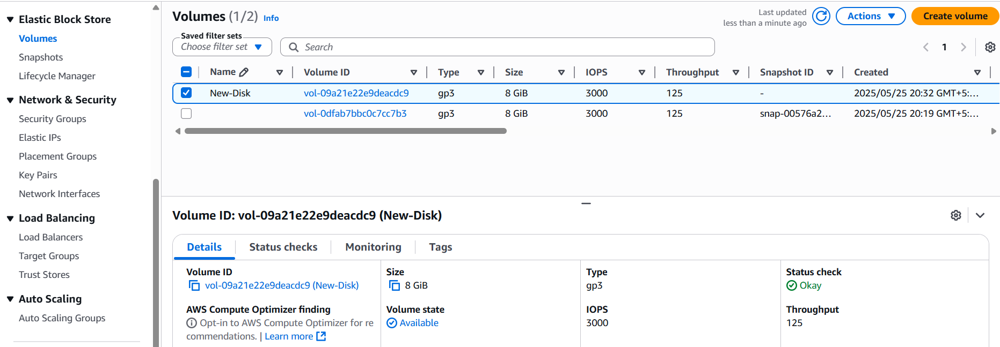 Elastic Block Store
Volumes
Snapshots
Lifecycle Manager
Network & Security
Security Groups
Elastic IPs
Placement Groups
Key Pairs
Network Interfaces
Load Balancing
Load Balancers
Target Groups
Trust Stores
Auto Scaling
Auto Scaling Groups
Volumes (1/2) Info
Last updated
less than a minute ago
Actions
Create volume
Saved filter sets
Choose filter set
Search
1
Name Volume ID Type Size IOPS Throughput Snapshot ID Created
New-Disk vol-09a21e22e9deacdc9 gp3 8 GiB 3000 125 - 2025/05/25 20:32 GMT+5:...
vol-0dfab7bbc0c7cc7b3 gp3 8 GiB 3000 125 snap-00576a2... 2025/05/25 20:19 GMT+5:...
Volume ID: vol-09a21e22e9deacdc9 (New-Disk)
Details Status checks Monitoring Tags
Volume ID
vol-09a21e22e9deacdc9 (New-Disk)
Size
8 GiB
Type
gp3
Status check
Okay
AWS Compute Optimizer finding
Opt-in to AWS Compute Optimizer for re
commendations. | Learn more
Volume state
Available
IOPS
3000
Throughput
125